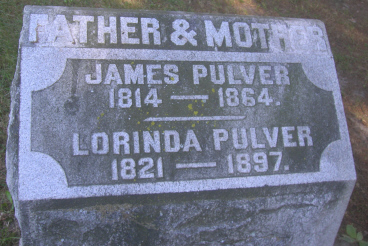 FATHER & MOTHER
JAMES PULVER
1814 — 1864.
LORINDA PULVER
1821 — 1897.